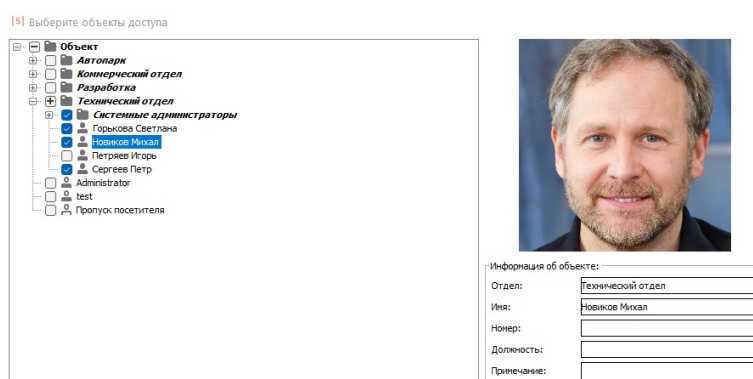 |S| Выберите объекты доступа
Объект
Автопарк
Коммерческий отдел
Разработка
Технический отдел
Системные администраторы
Горькова Светлана
Новиков Михал
Петряев Игорь
Сергеев Петр
Administrator
test
Пропуск посетителя
Информация об объекте:
Отдел: Технический отдел
Имя: Новиков Михал
Номер:
Должность:
Примечание: